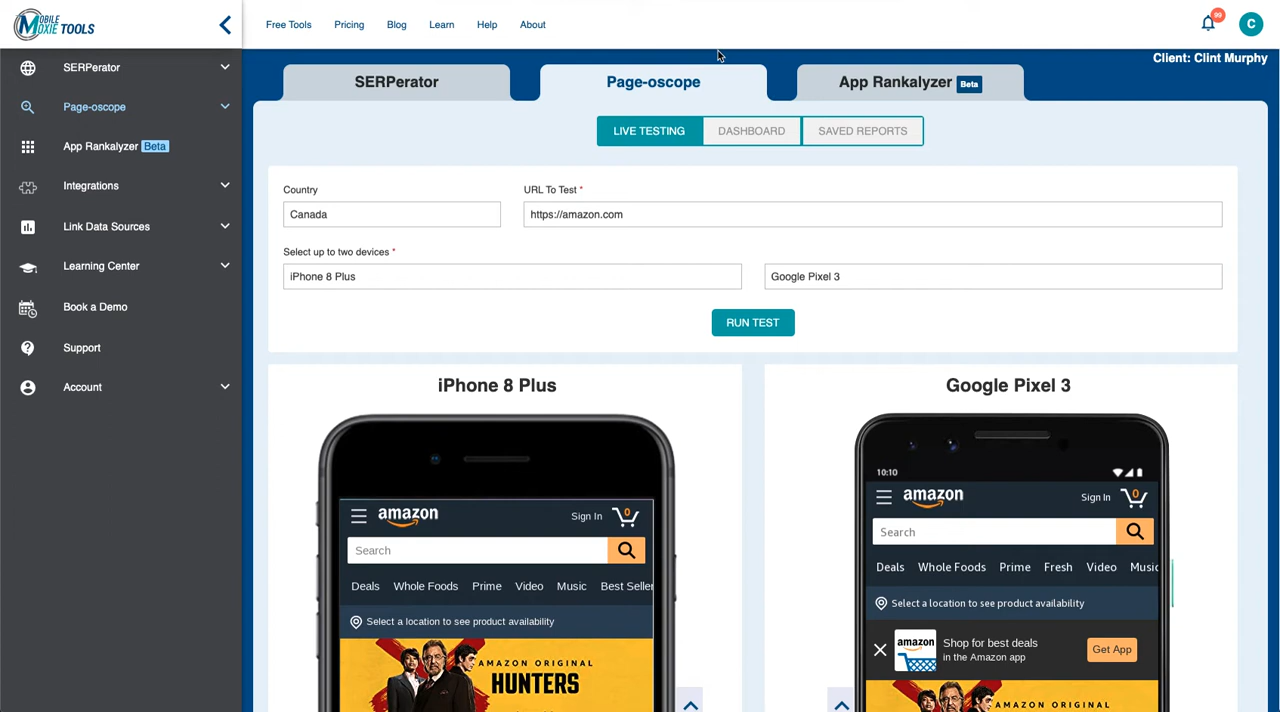 MOBILE
MOXIE TOOLS
Free Tools
Pricing
Blog
Learn
Help
About
99
C
Client: Clint Murphy
SERPerator
Page-oscope
App Rankalyzer Beta
Integrations
Link Data Sources
Learning Center
Book a Demo
Support
Account
SERPerator
Page-oscope
App Rankalyzer Beta
LIVE TESTING
DASHBOARD
SAVED REPORTS
Country
URL To Test *
Canada
https://amazon.com
Select up to two devices *
iPhone 8 Plus
Google Pixel 3
RUN TEST
iPhone 8 Plus
amazon
Sign In
0
Search
Deals Whole Foods Prime Video Music Best Seller
Select a location to see product availability
AMAZON ORIGINAL
HUNTERS
Google Pixel 3
10:10
amazon
Sign In
0
Search
Deals Whole Foods Prime Fresh Video Music
Select a location to see product availability
amazon
Shop for best deals
in the Amazon app
Get App
AMAZON ORIGINAL